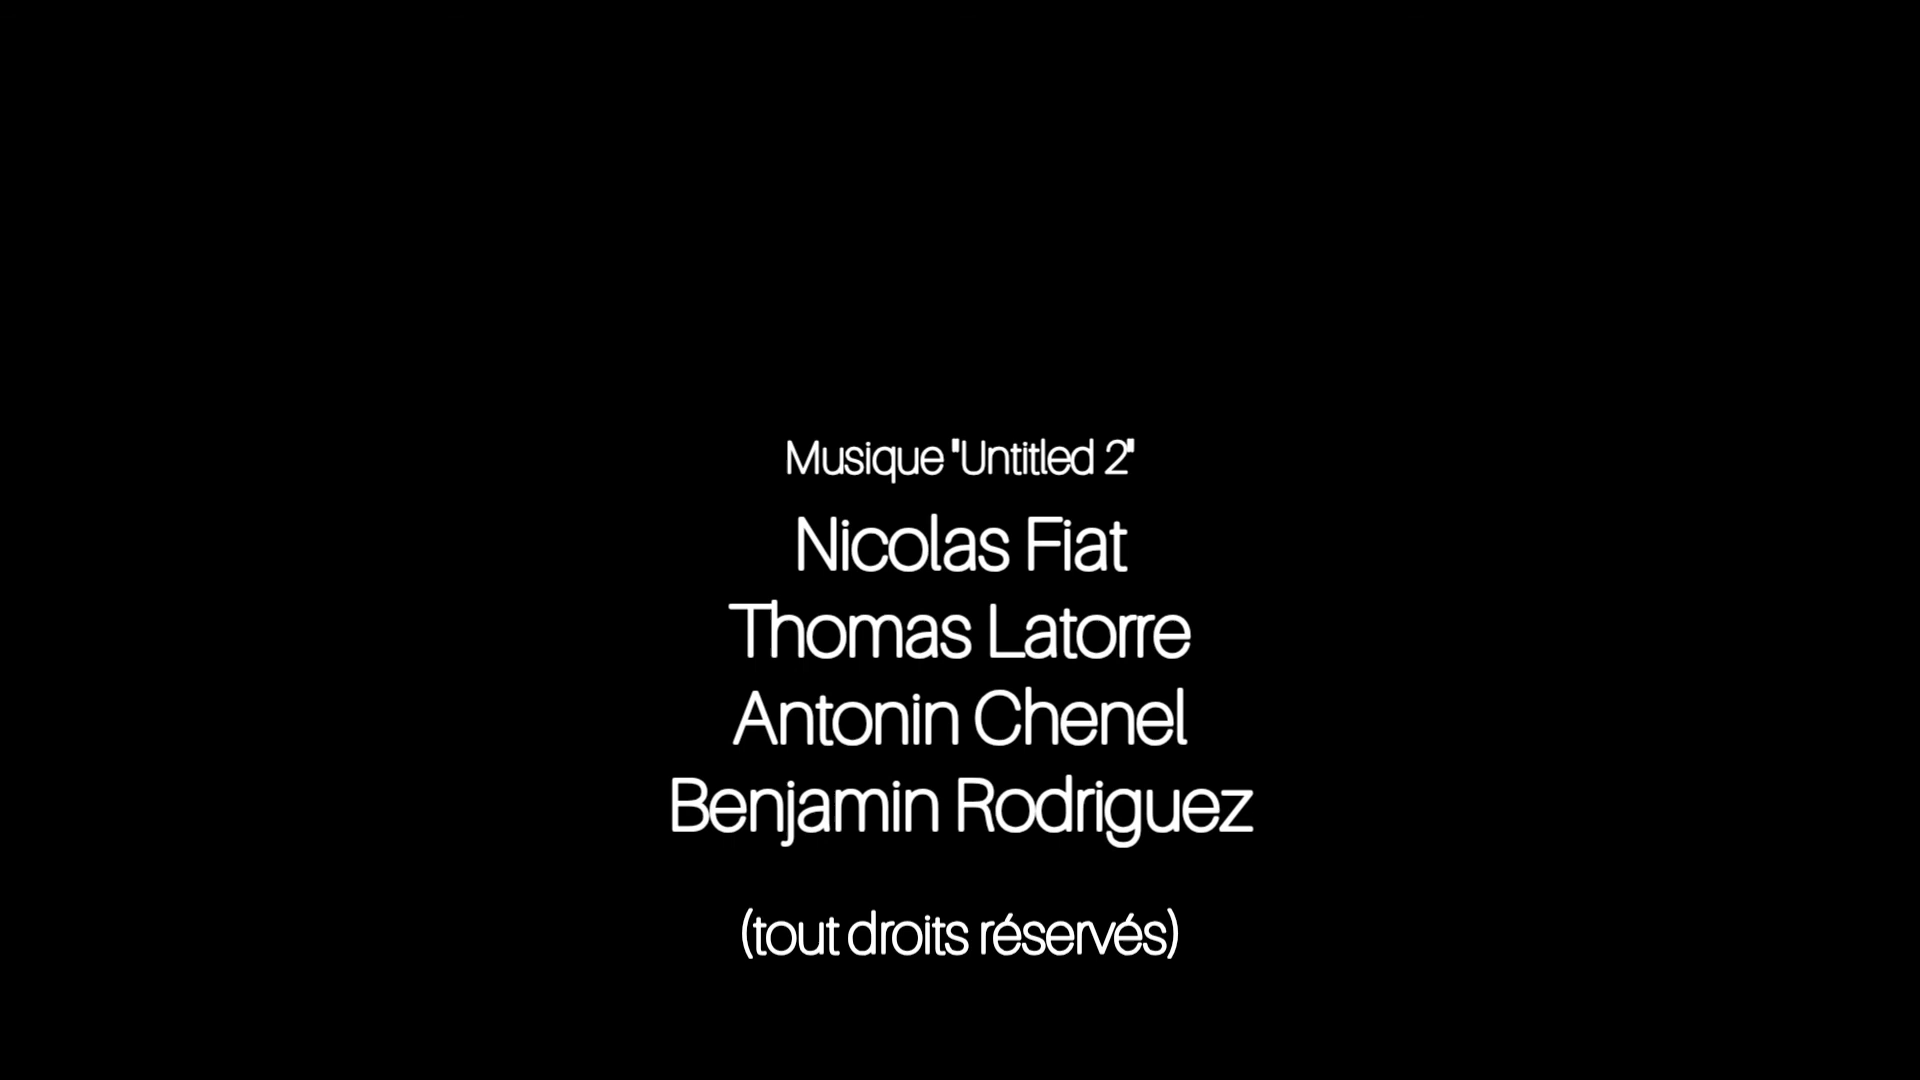 Musique "Untitled 2"
Nicolas Fiat
Thomas Latorre
Antonin Chenel
Benjamin Rodriguez
(tout droits réservés)